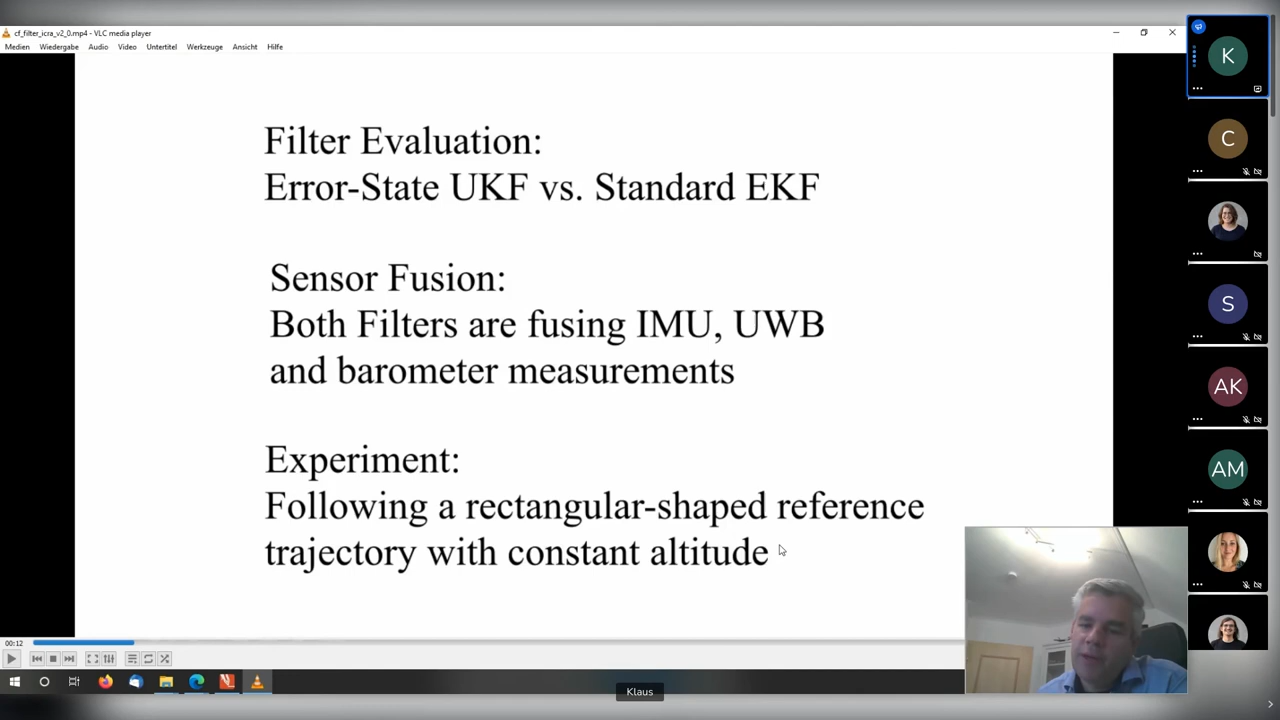 cf_filter_icra_v2_0.mp4 - VLC media player
Medien Wiedergabe Audio Video Untertitel Werkzeuge Ansicht Hilfe
Filter Evaluation:
Error-State UKF vs. Standard EKF
Sensor Fusion:
Both Filters are fusing IMU, UWB
and barometer measurements
Experiment:
Following a rectangular-shaped reference
trajectory with constant altitude
00:12
Klaus
K
C
S
AK
AM